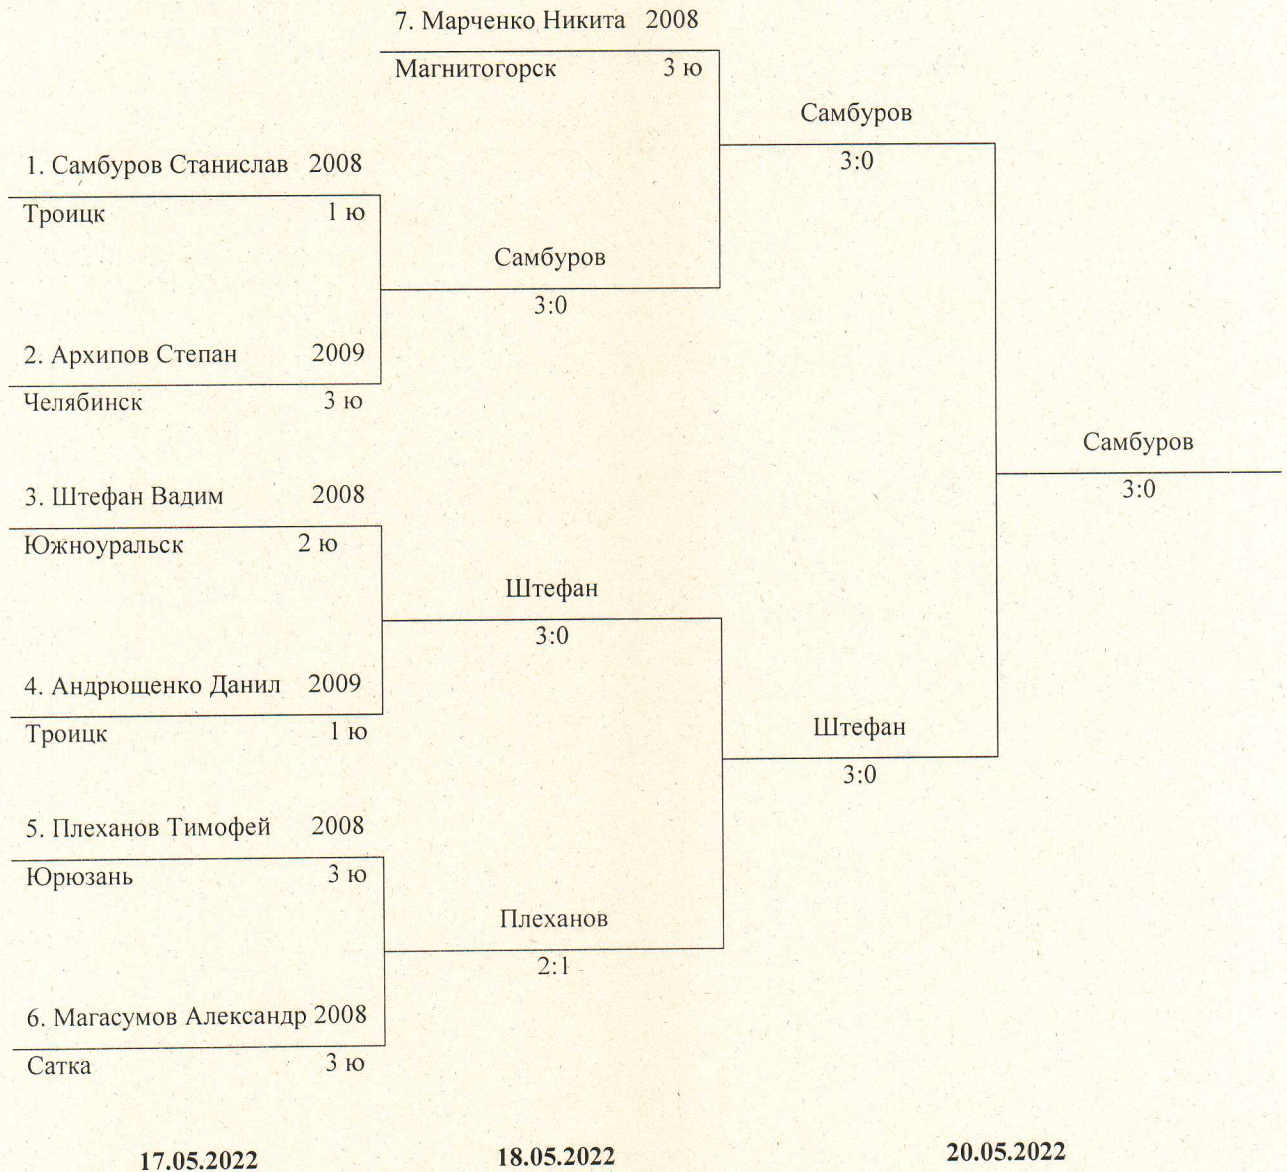 7. Марченко Никита 2008
Магнитогорск 3 ю
Самбуров
3:0
1. Самбуров Станислав 2008
Троицк 1 ю
Самбуров
3:0
2. Архипов Степан 2009
Челябинск 3 ю
Самбуров
3:0
3. Штефан Вадим 2008
Южноуральск 2 ю
Штефан
3:0
4. Андрющенко Данил 2009
Троицк 1 ю
Штефан
3:0
5. Плеханов Тимофей 2008
Юрюзань 3 ю
Плеханов
2:1
6. Магасумов Александр 2008
Сатка 3 ю
17.05.2022 18.05.2022 20.05.2022